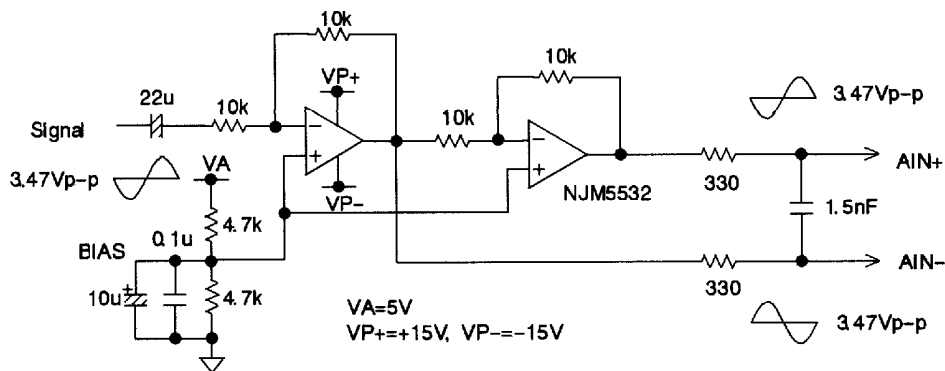 10k
VP+
10k
22u
10k
10k
3.47Vp-p
Signal
-
+
-
+
AIN+
VA
3.47Vp-p
VP-
NJM5532
330
1.5nF
4.7k
BIAS
0.1u
AIN-
10u
+
4.7k
330
VA=5V
VP+=+15V, VP-=-15V
3.47Vp-p